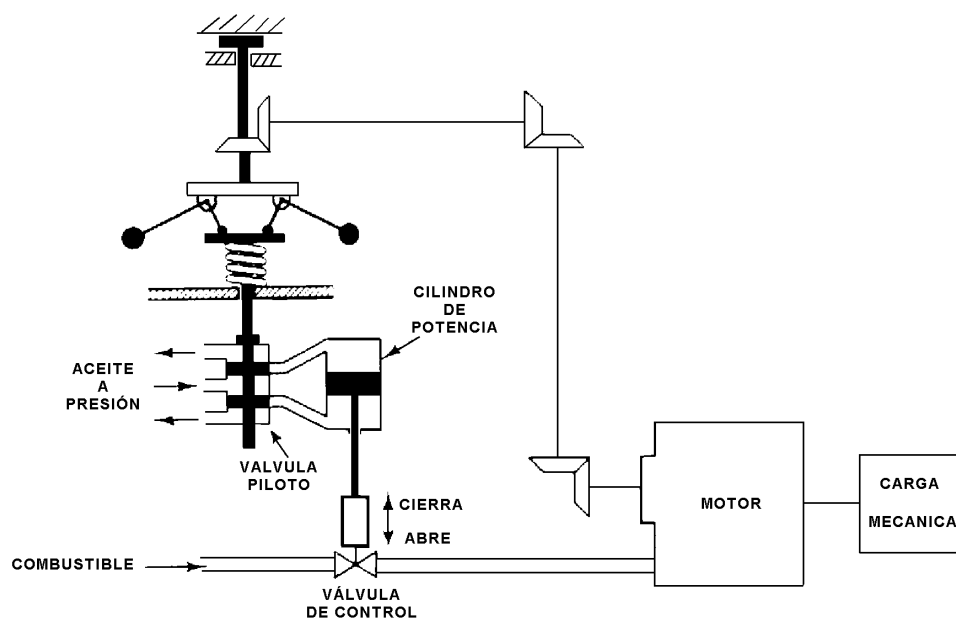 CILINDRO
DE
POTENCIA
ACEITE
A
PRESIÓN
VALVULA
PILOTO
CIERRA
ABRE
MOTOR
CARGA
MECANICA
COMBUSTIBLE
VÁLVULA
DE CONTROL